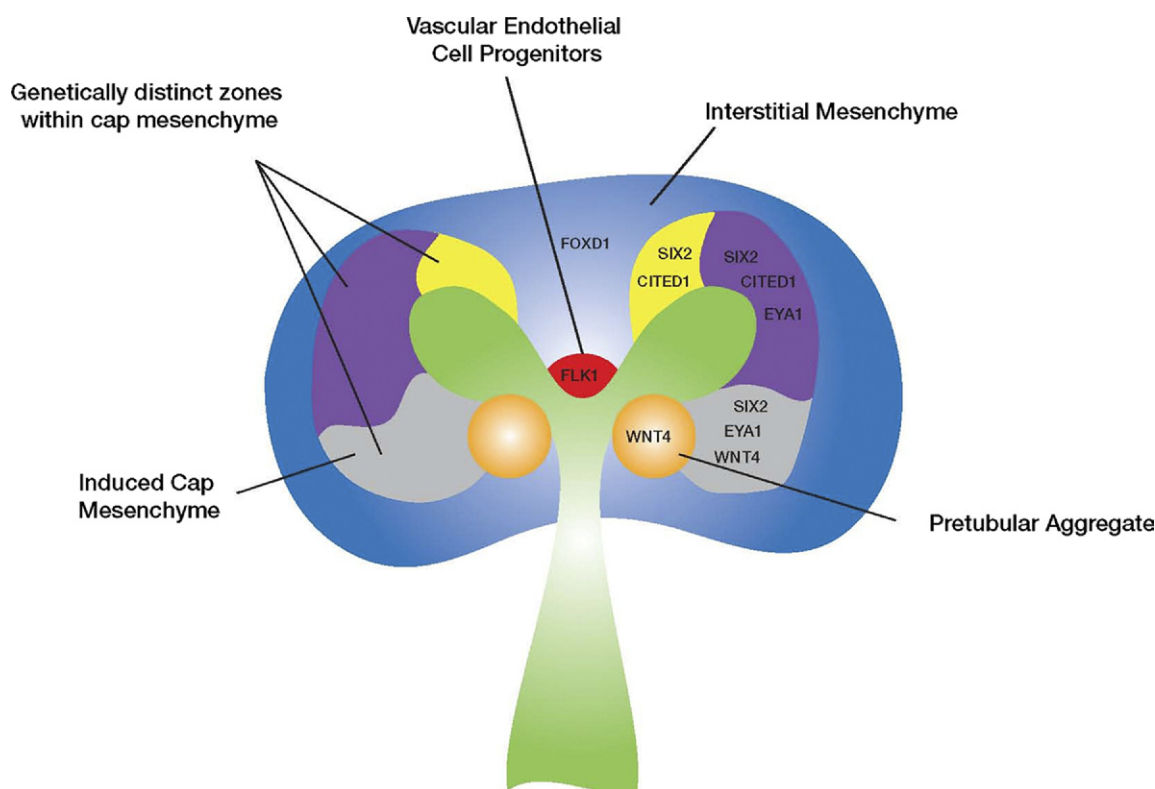 Vascular Endothelial
Cell Progenitors
Genetically distinct zones
within cap mesenchyme
Interstitial Mesenchyme
FOXD1
SIX2
CITED1
SIX2
CITED1
EYA1
FLK1
WNT4
SIX2
EYA1
WNT4
Induced Cap
Mesenchyme
Pretubular Aggregate